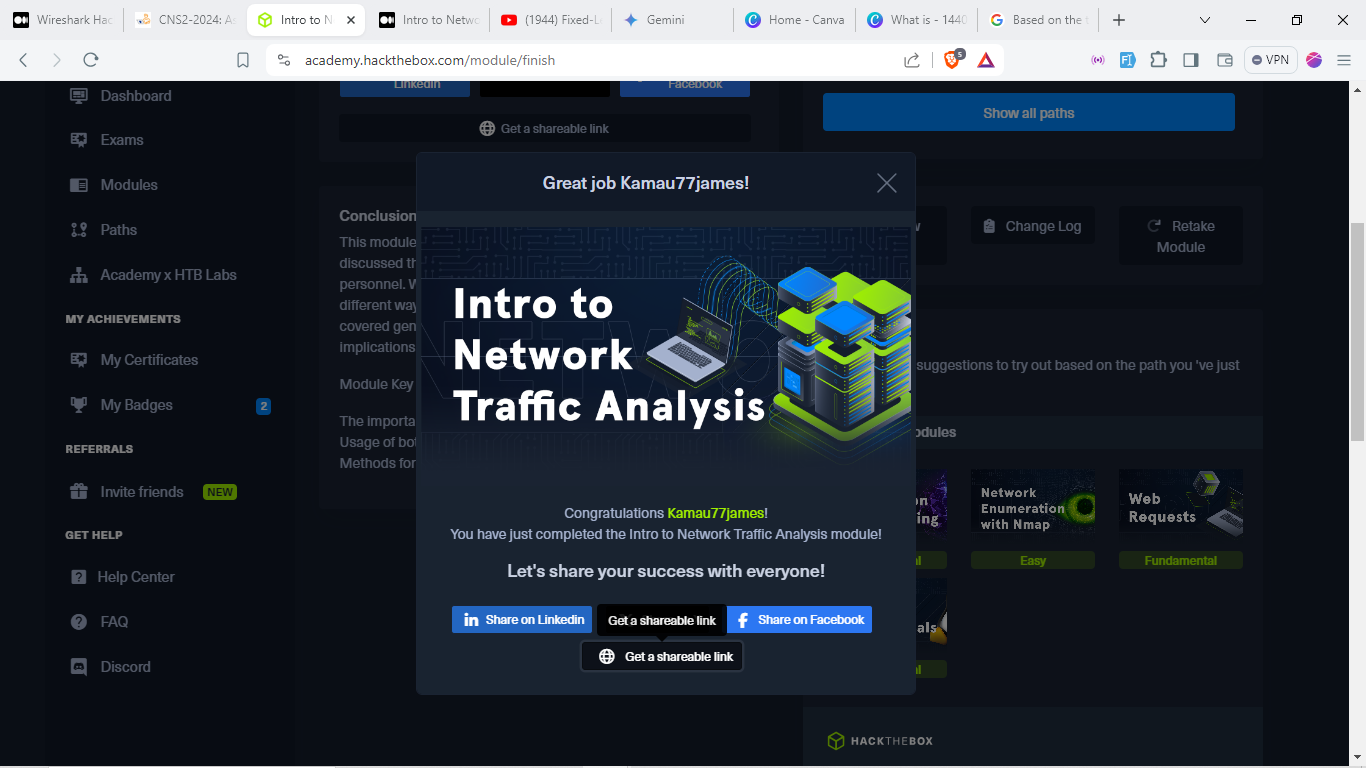 Wireshark Hac
CNS2-2024: A
Intro to N
Intro to Netwo
(1944) Fixed-L
Gemini
Home - Canva
What is - 1440
Based on the t
academy.hackthebox.com/module/finish
5
VPN
Dashboard
Exams
Modules
Paths
Academy x HTB Labs
MY ACHIEVEMENTS
My Certificates
My Badges
2
REFERRALS
Invite friends
NEW
GET HELP
Help Center
FAQ
Discord
Linkedin
Facebook
Get a shareable link
Show all paths
Conclusion
This module
discussed th
personnel. W
different way
covered gen
implications
Module Key
The importa
Usage of bot
Methods for
Change Log
Retake
Module
suggestions to try out based on the path you 've just
odules
Network
Enumeration
with Nmap
Easy
Web
Requests
Fundamental
HACKTHEBOX
Great job Kamau77james!
Intro to
Network
Traffic Analysis
Congratulations Kamau77james!
You have just completed the Intro to Network Traffic Analysis module!
Let's share your success with everyone!
Share on Linkedin
Get a shareable link
Share on Facebook
Get a shareable link